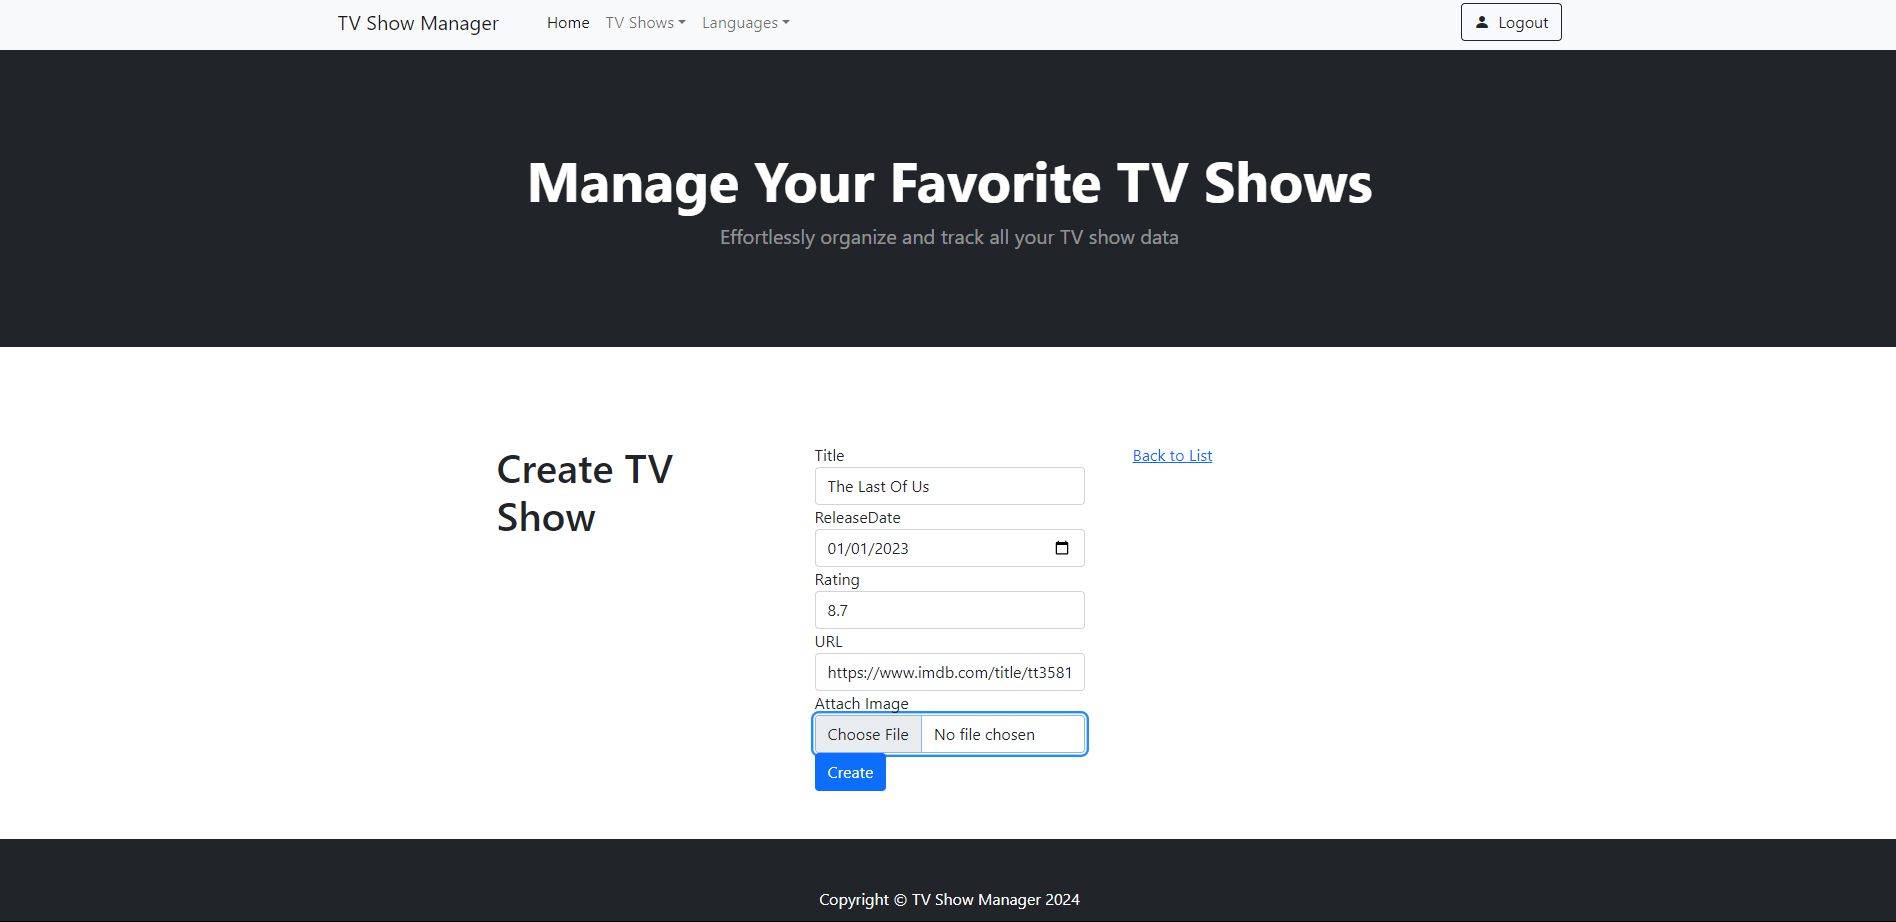 TV Show Manager Home TV Shows Languages Logout
Manage Your Favorite TV Shows
Effortlessly organize and track all your TV show data
Create TV
Show
Title
The Last Of Us
ReleaseDate
01/01/2023
Rating
8.7
URL
https://www.imdb.com/title/tt3581
Attach Image
Choose File No file chosen
Create
Back to List
Copyright © TV Show Manager 2024